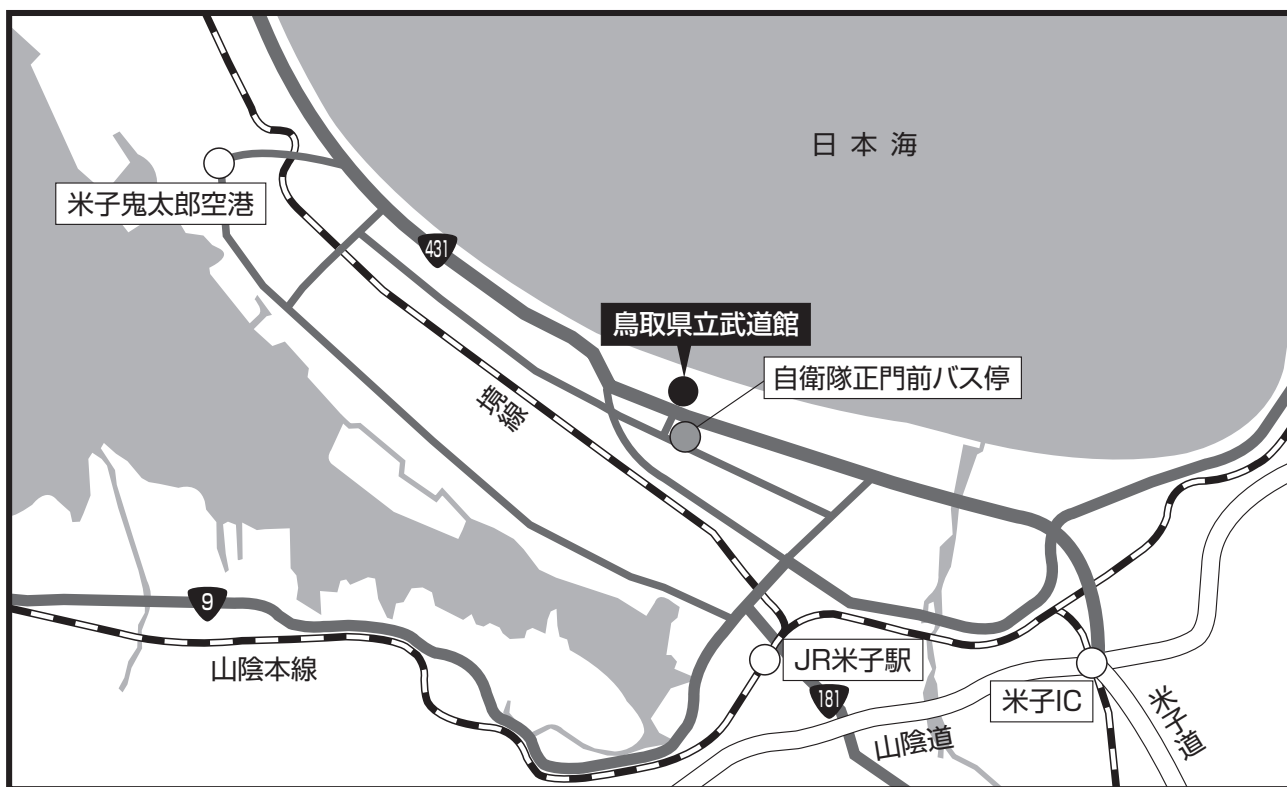 日本海
米子鬼太郎空港
431
鳥取県立武道館
自衛隊正門前バス停
境線
9
山陰本線
JR米子駅
181
米子IC
山陰道
米子道